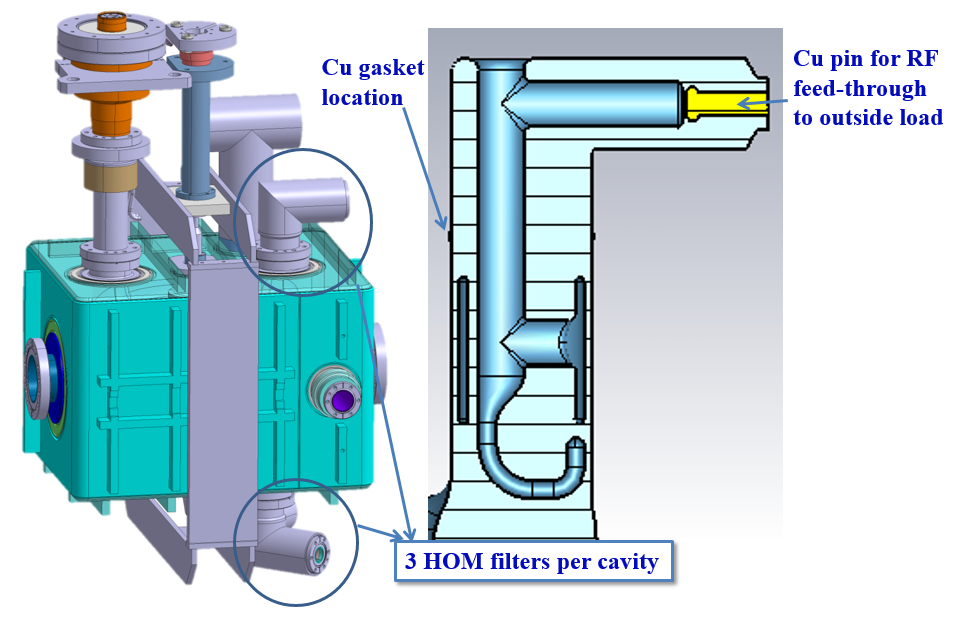 Cu gasket
location
Cu pin for RF
feed-through
to outside load
3 HOM filters per cavity